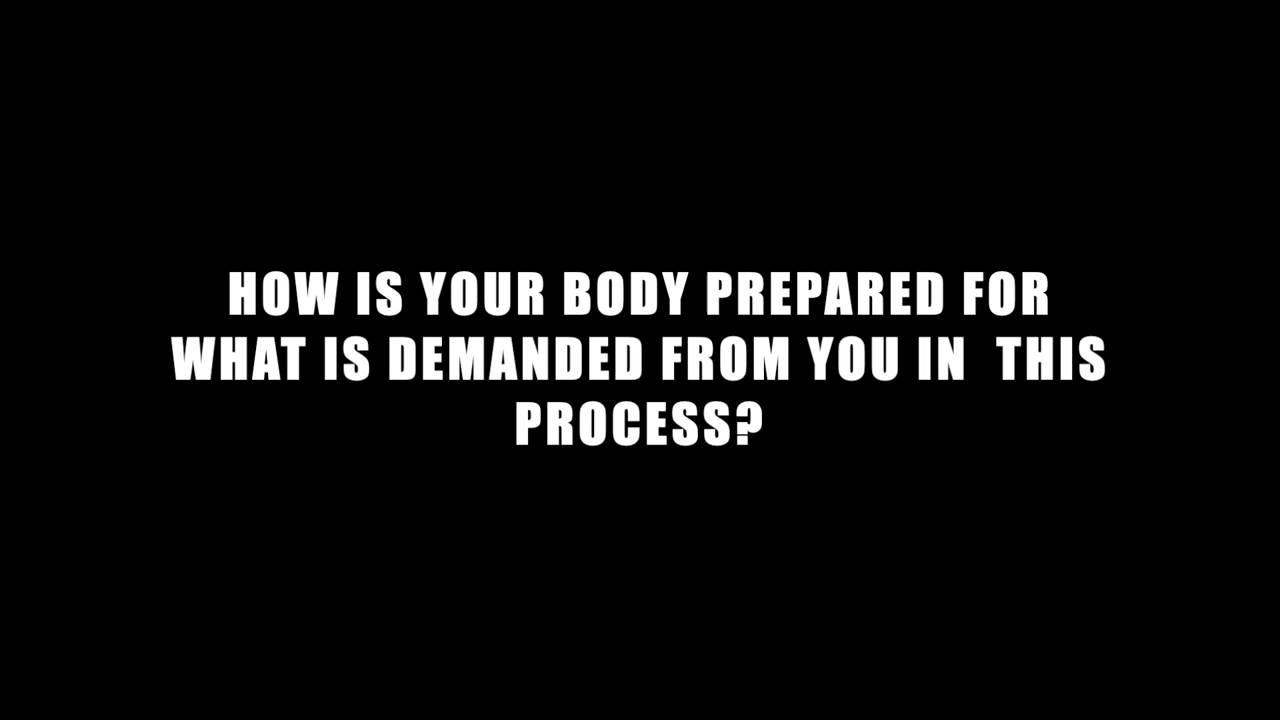 HOW IS YOUR BODY PREPARED FOR
WHAT IS DEMANDED FROM YOU IN  THIS
PROCESS?